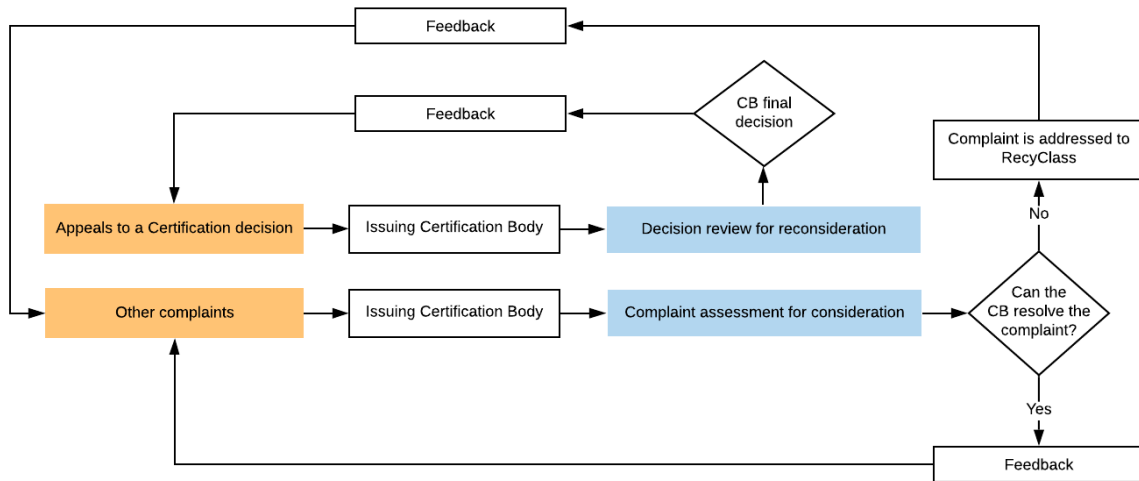 Feedback
Feedback
CB final
decision
Complaint is addressed to
RecyClass
Appeals to a Certification decision
Issuing Certification Body
Decision review for reconsideration
No
Other complaints
Issuing Certification Body
Complaint assessment for consideration
Can the
CB resolve the
complaint?
Yes
Feedback